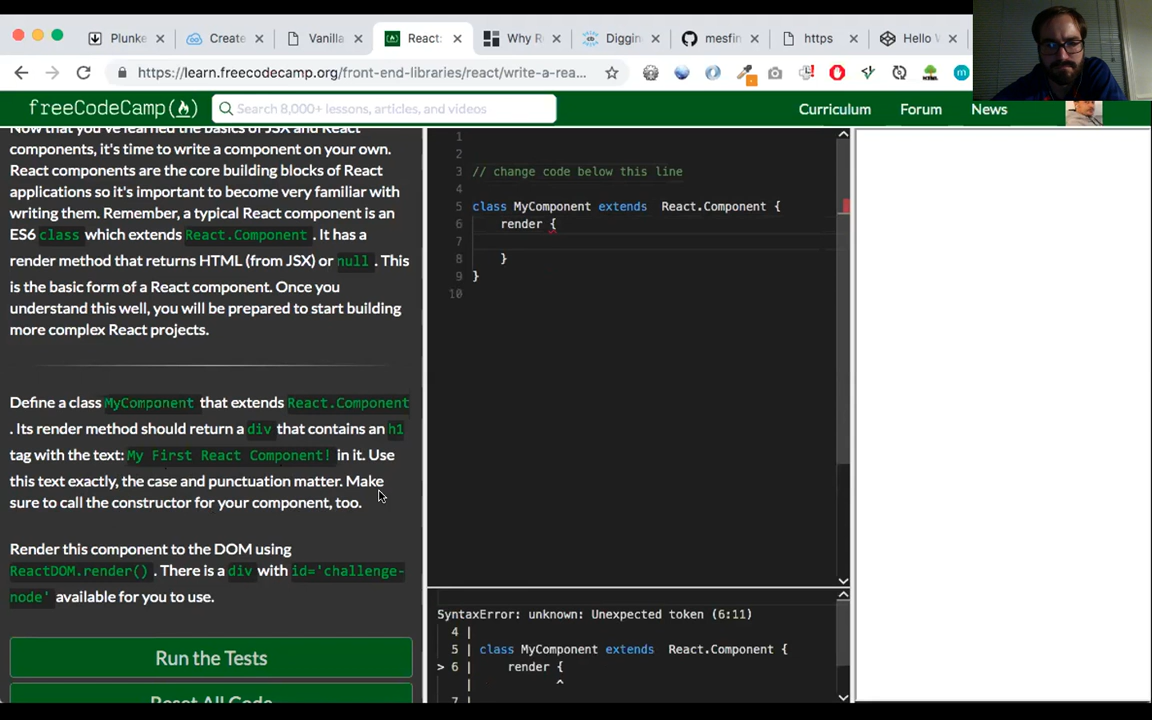 Plunke
Create
Vanilla
React:
Why R
Diggin
mesfin
https
Hello W
https://learn.freecodecamp.org/front-end-libraries/react/write-a-rea...
freeCodeCamp
Search 8,000+ lessons, articles, and videos
Curriculum
Forum
News
Now that you've learned the basics of JSX and React
components, it's time to write a component on your own.
React components are the core building blocks of React
applications so it's important to become very familiar with
writing them. Remember, a typical React component is an
ES6 class which extends React.Component . It has a
render method that returns HTML (from JSX) or null . This
is the basic form of a React component. Once you
understand this well, you will be prepared to start building
more complex React projects.
Define a class MyComponent that extends React.Component
. Its render method should return a div that contains an h1
tag with the text: My First React Component! in it. Use
this text exactly, the case and punctuation matter. Make
sure to call the constructor for your component, too.
Render this component to the DOM using
ReactDOM.render() . There is a div with id='challenge-
node' available for you to use.
Run the Tests
Reset All Code
1
2
3 // change code below this line
4
5 class MyComponent extends  React.Component {
6 render {
7
8 }
9 }
10
SyntaxError: unknown: Unexpected token (6:11)
4 |
5 | class MyComponent extends  React.Component {
> 6 | render {
| ^
7 |